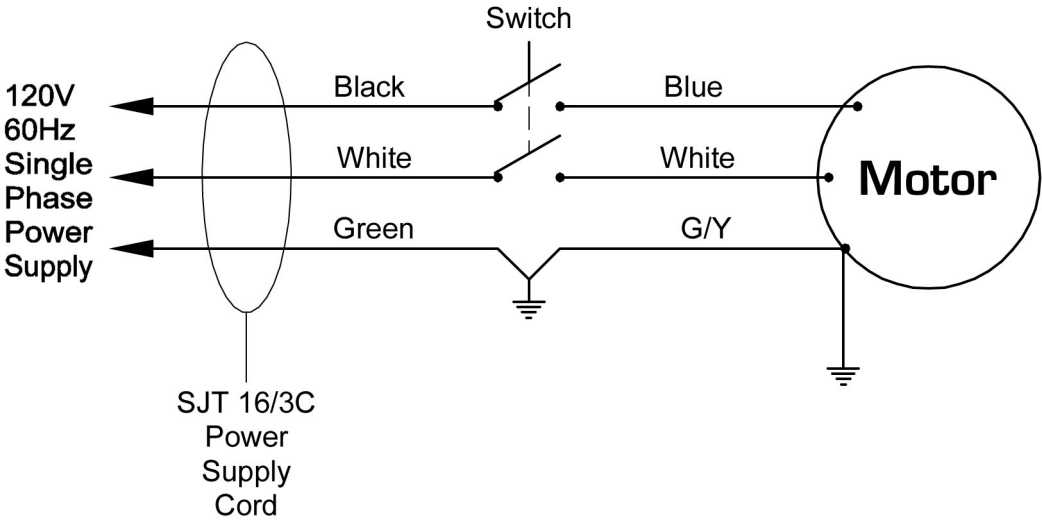 Switch
120V
60Hz
Single
Phase
Power
Supply
Black
Blue
White
White
Green
G/Y
Motor
SJT 16/3C
Power
Supply
Cord